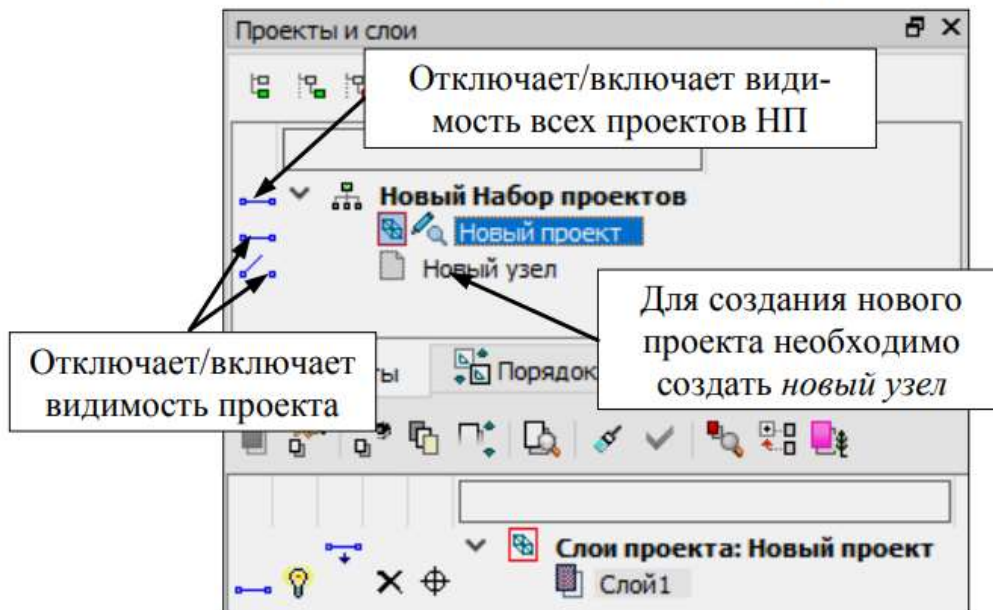 Проекты и слои
Отключает/включает види-
мость всех проектов НП
Новый Набор проектов
Новый проект
Новый узел
Для создания нового
проекта необходимо
создать новый узел
Отключает/включает
видимость проекта
ты
Порядок
Слои проекта: Новый проект
Слой1